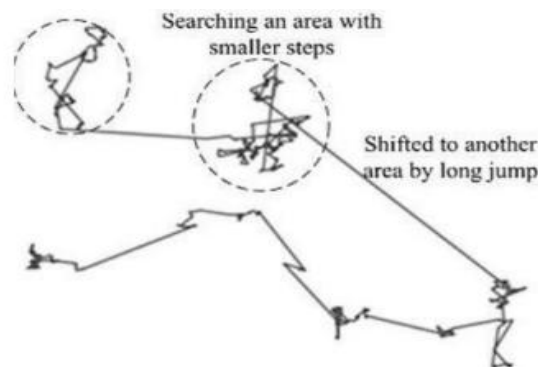 Searching an area with
smaller steps
Shifted to another
area by long jump